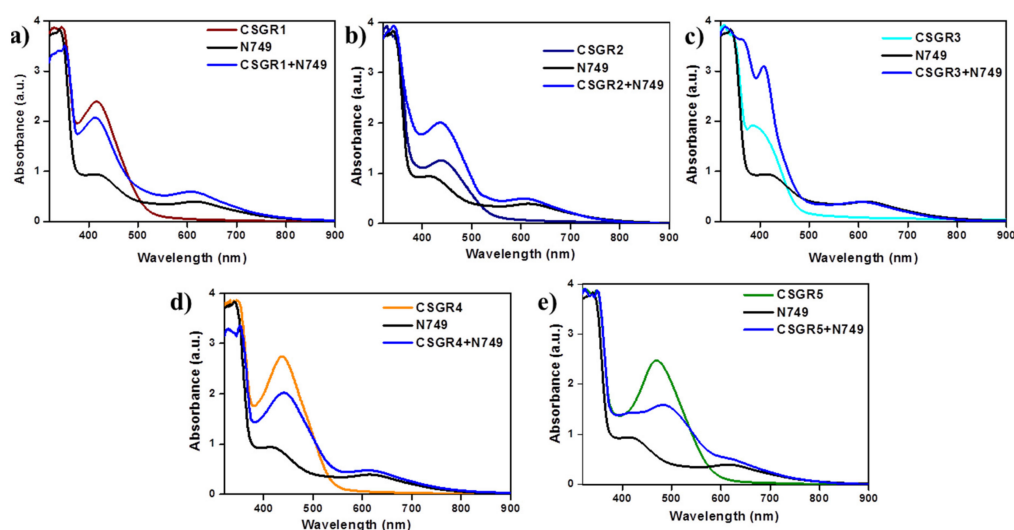 a)
CSGR1
N749
CSGR1+N749
Absorbance (a.u.)
4
3
2
1
0
400 500 600 700 800 900
Wavelength (nm)
b)
CSGR2
N749
CSGR2+N749
Absorbance (a.u.)
4
3
2
1
0
400 500 600 700 800 900
Wavelength (nm)
c)
CSGR3
N749
CSGR3+N749
Absorbance (a.u.)
4
3
2
1
0
400 500 600 700 800 900
Wavelength (nm)
d)
CSGR4
N749
CSGR4+N749
Absorbance (a.u.)
4
3
2
1
0
400 500 600 700 800 900
Wavelength (nm)
e)
CSGR5
N749
CSGR5+N749
Absorbance (a.u.)
4
3
2
1
0
400 500 600 700 800 900
Wavelength (nm)